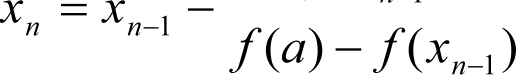 xₙ = xₙ₋₁ −
f(a) − f(xₙ₋₁)